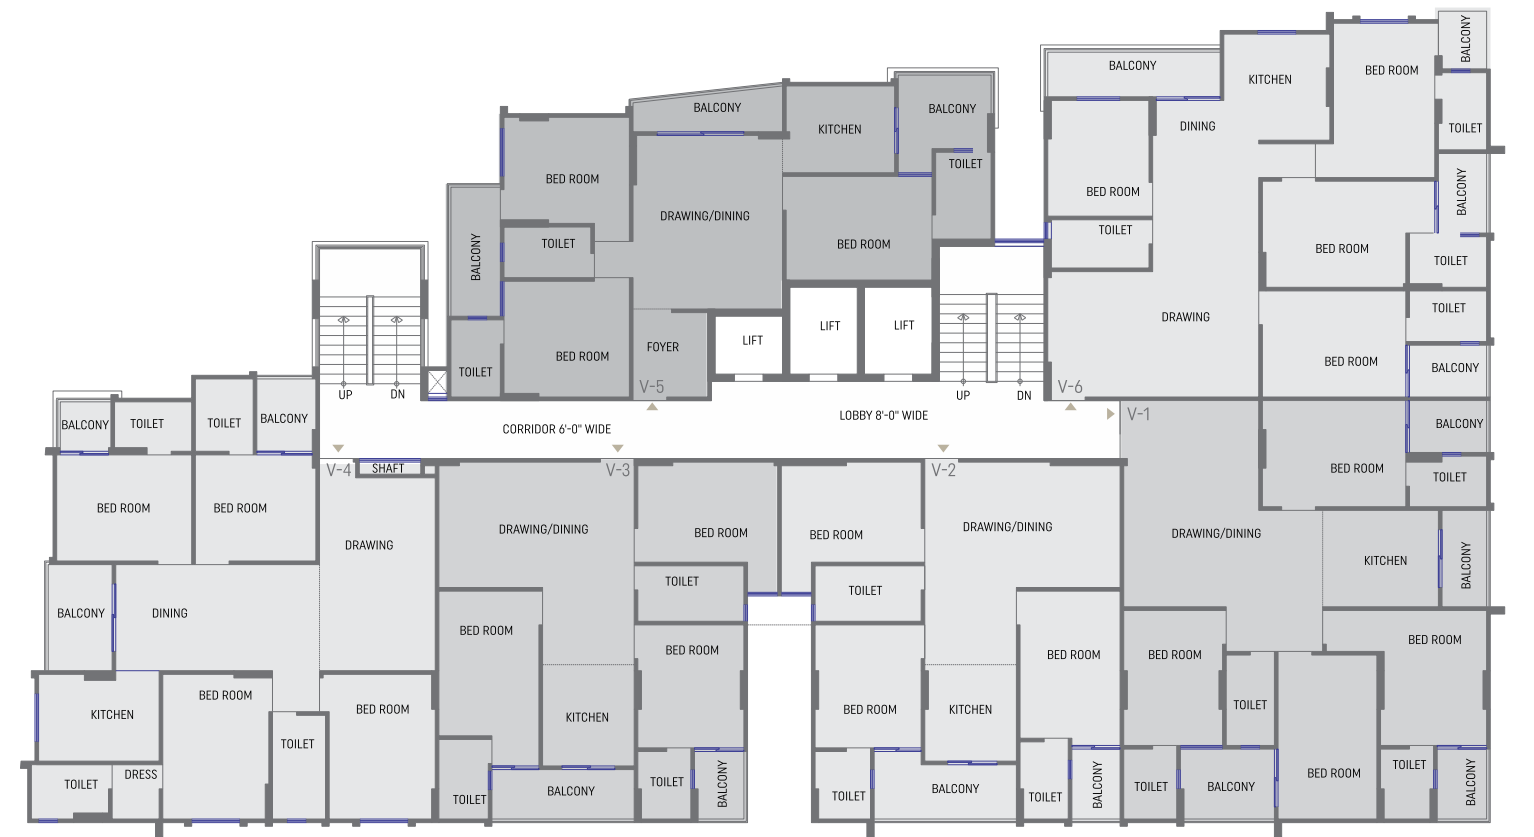 BALCONY
BED ROOM
BALCONY
BALCONY
KITCHEN
TOILET
BALCONY
BALCONY
KITCHEN
DINING
TOILET
BED ROOM
BED ROOM
BALCONY
DRAWING/DINING
TOILET
TOILET
BALCONY
BED ROOM
BED ROOM
TOILET
DRAWING
TOILET
BED ROOM
FOYER
LIFT
LIFT
LIFT
BED ROOM
BALCONY
TOILET
UP
DN
V-5
UP
DN
V-6
V-1
LOBBY 8'-0" WIDE
CORRIDOR 6'-0" WIDE
BALCONY
TOILET
TOILET
BALCONY
BALCONY
V-4
SHAFT
V-3
V-2
BED ROOM
TOILET
BED ROOM
BED ROOM
DRAWING
DRAWING/DINING
BED ROOM
BED ROOM
DRAWING/DINING
DRAWING/DINING
KITCHEN
BALCONY
BALCONY
DINING
BED ROOM
TOILET
TOILET
BED ROOM
BED ROOM
BED ROOM
BED ROOM
BED ROOM
KITCHEN
BED ROOM
KITCHEN
BED ROOM
KITCHEN
TOILET
TOILET
TOILET
DRESS
TOILET
BALCONY
TOILET
BALCONY
TOILET
BALCONY
TOILET
BALCONY
TOILET
BALCONY
BED ROOM
TOILET
BALCONY